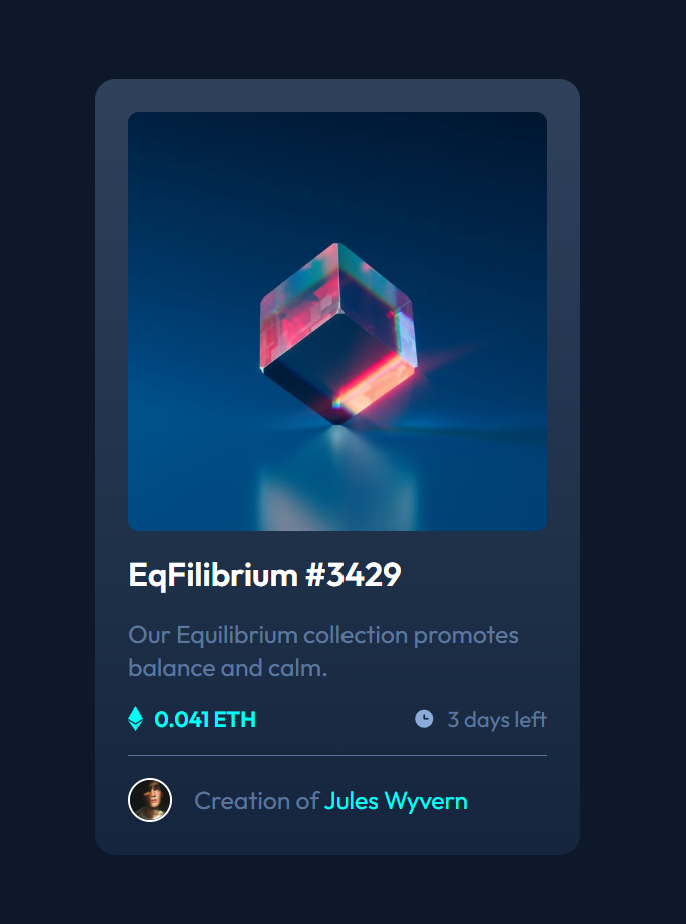 EqFilibrium #3429
Our Equilibrium collection promotes
balance and calm.
0.041 ETH
3 days left
Creation of Jules Wyvern